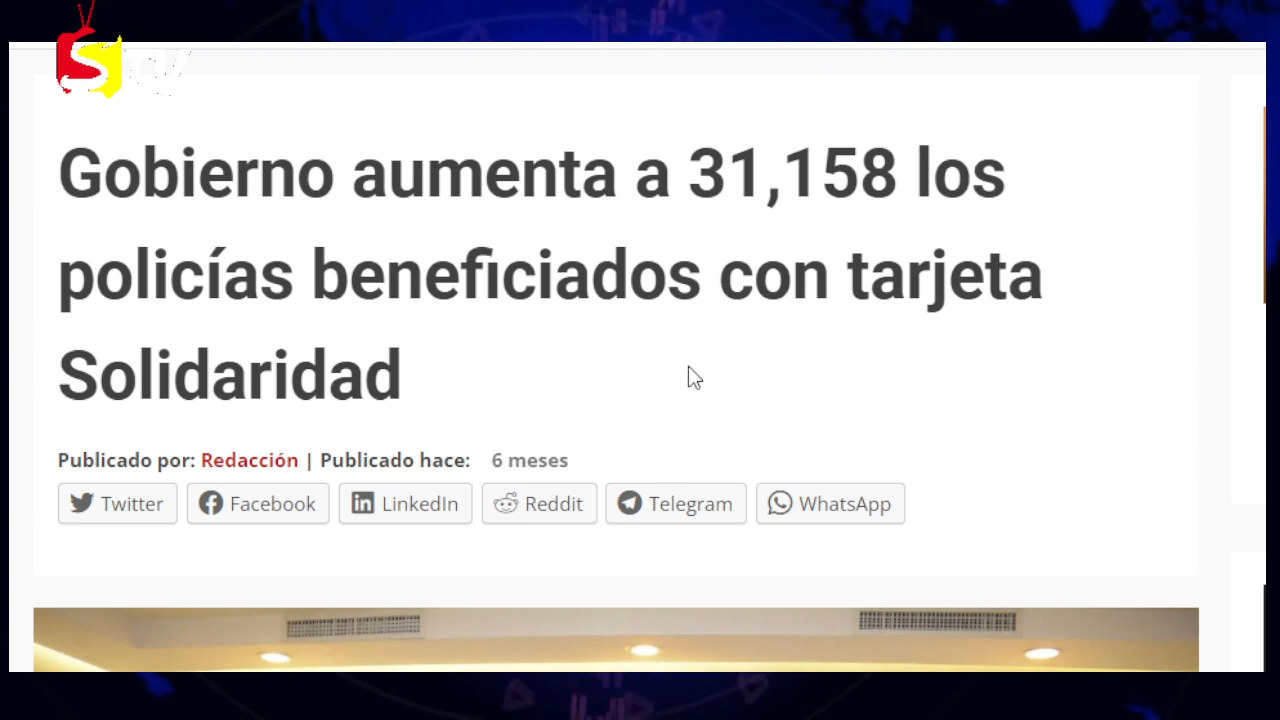 STV
Gobierno aumenta a 31,158 los
policías beneficiados con tarjeta
Solidaridad
Publicado por: Redacción | Publicado hace: 6 meses
Twitter Facebook LinkedIn Reddit Telegram WhatsApp